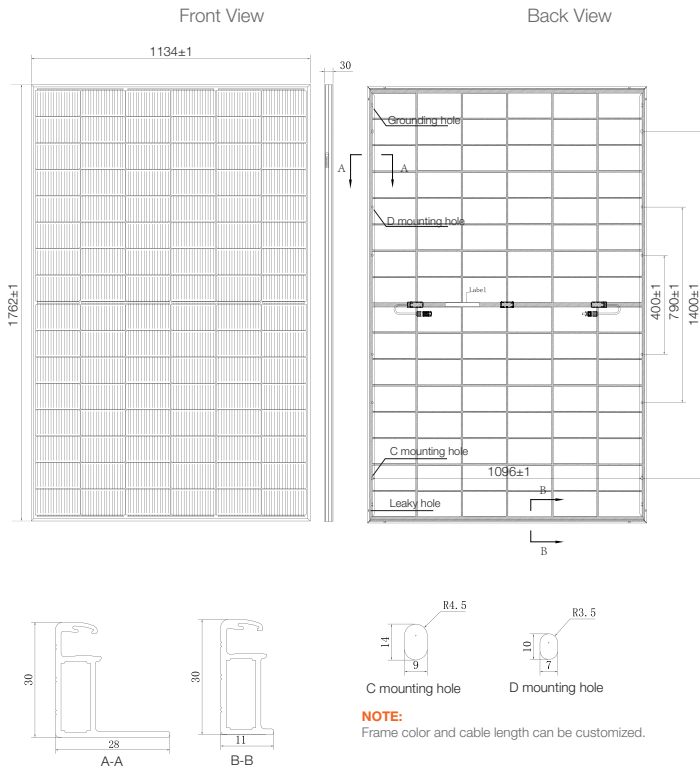 Front View
Back View
1134±1
30
1762±1
Grounding hole
A
A
D mounting hole
Label
400±1
790±1
1400±1
C mounting hole
1096±1
B
Leaky hole
B
30
28
A-A
30
11
B-B
R4.5
14
9
C mounting hole
R3.5
10
7
D mounting hole
NOTE:
Frame color and cable length can be customized.